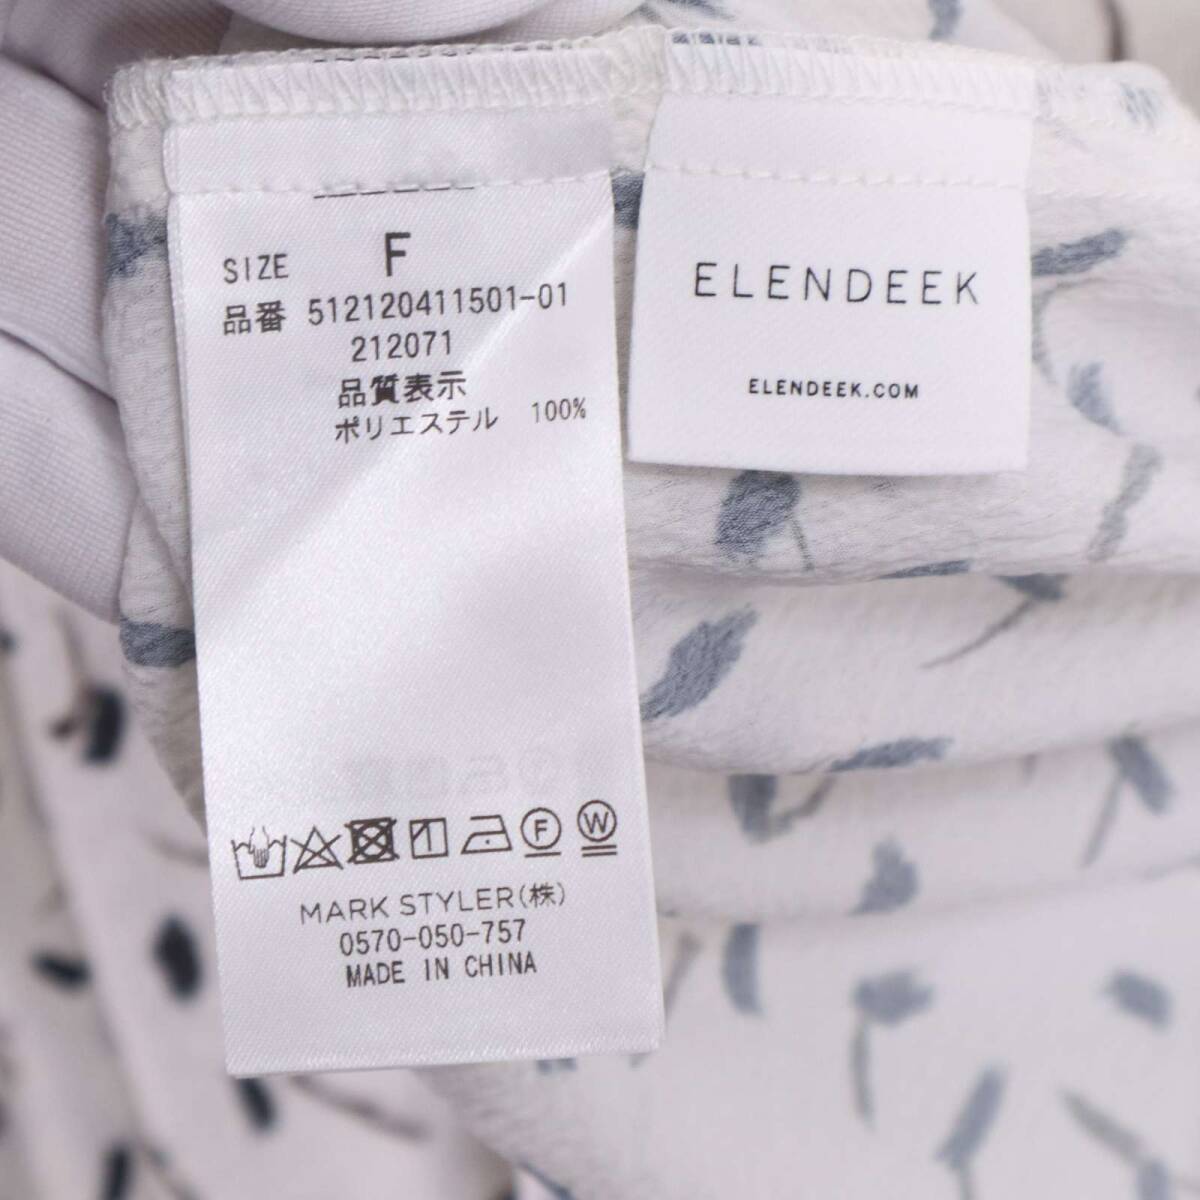 SIZE F
品番 512120411501-01
212071
品質表示
ポリエステル 100%
F W
MARK STYLER(株)
0570-050-757
MADE IN CHINA
ELENDEEK
ELENDEEK.COM